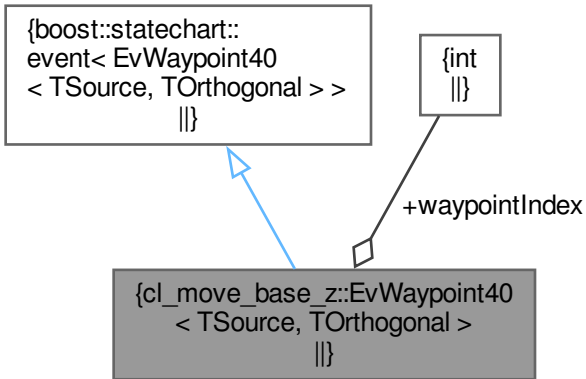 {boost::statechart::
event< EvWaypoint40
< TSource, TOrthogonal > >
||}
{int
||}
+waypointIndex
{cl_move_base_z::EvWaypoint40
< TSource, TOrthogonal >
||}